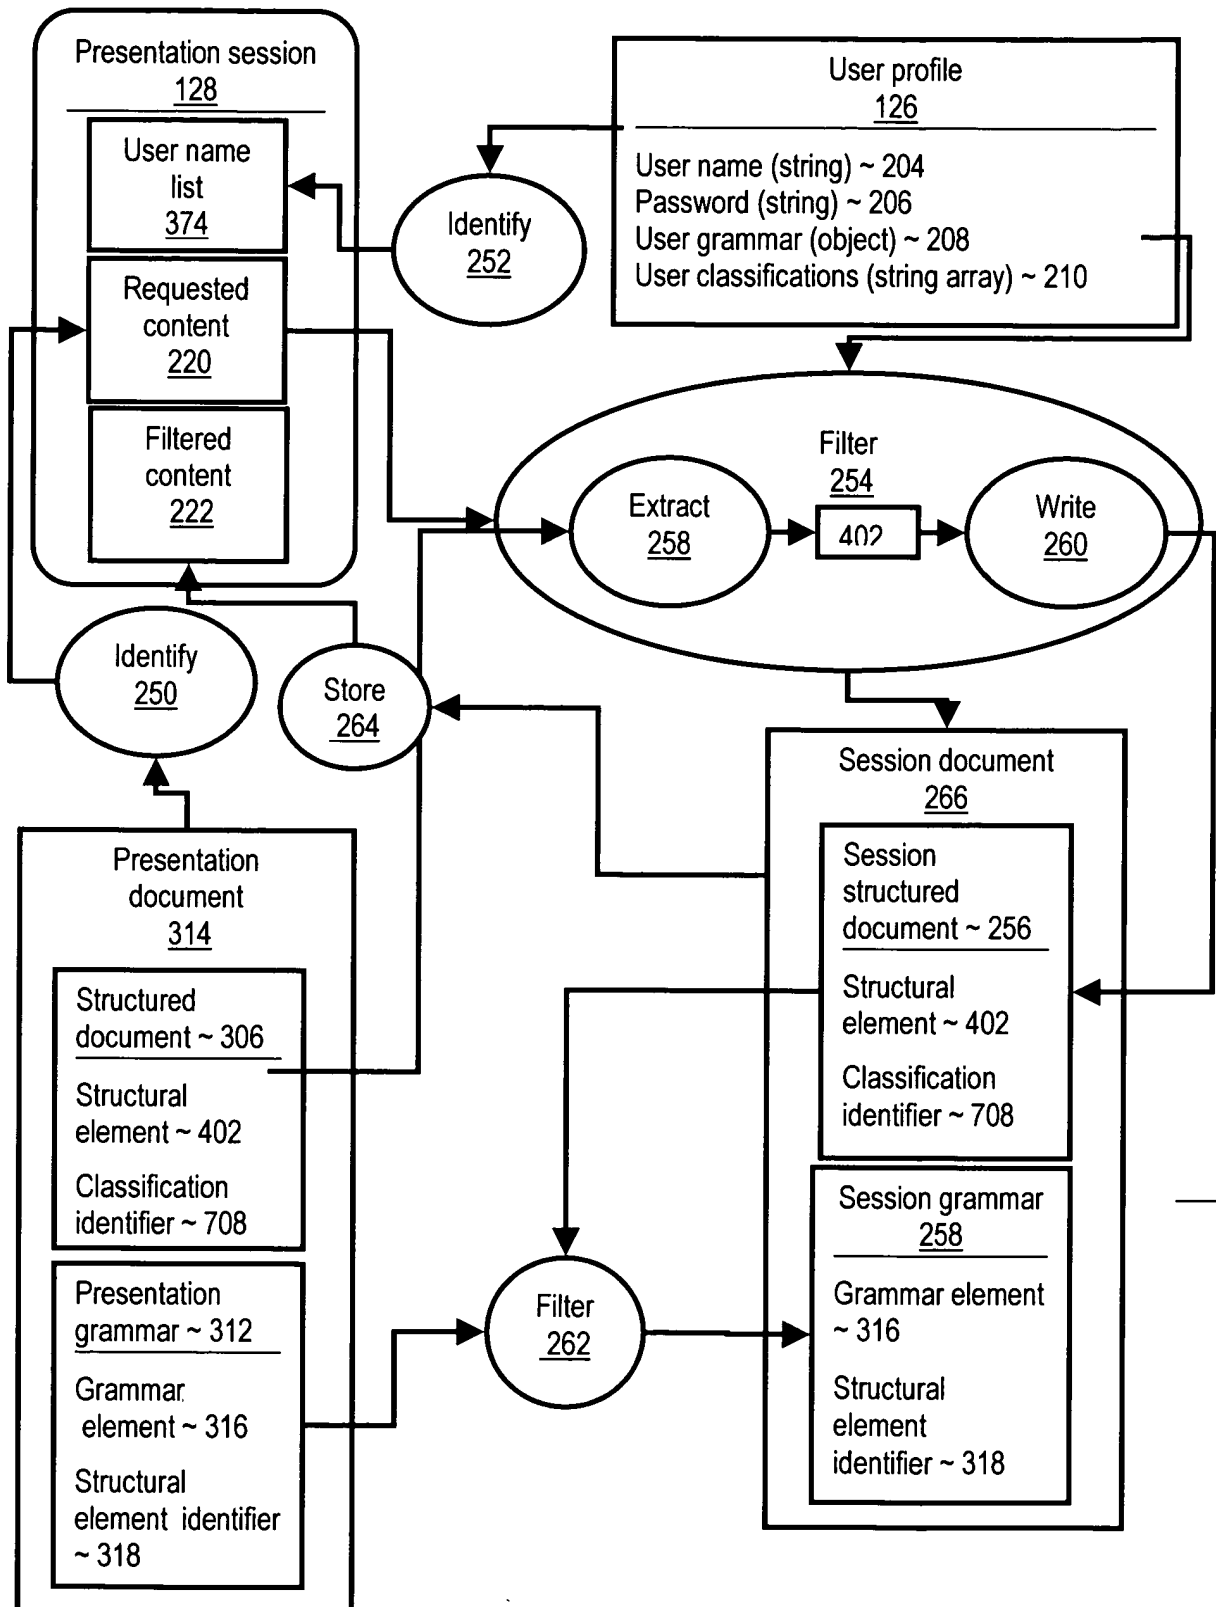 Presentation session
128
User name
list
374
Requested
content
220
Filtered
content
222
User profile
126
User name (string) ~ 204
Password (string) ~ 206
User grammar (object) ~ 208
User classifications (string array) ~ 210
Identify
252
Filter
254
Extract
258
402
Write
260
Identify
250
Store
264
Presentation
document
314
Structured
document ~ 306
Structural
element ~ 402
Classification
identifier ~ 708
Presentation
grammar ~ 312
Grammar
element ~ 316
Structural
element identifier
~ 318
Filter
262
Session document
266
Session
structured
document ~ 256
Structural
element ~ 402
Classification
identifier ~ 708
Session grammar
258
Grammar element
~ 316
Structural
element
identifier ~ 318